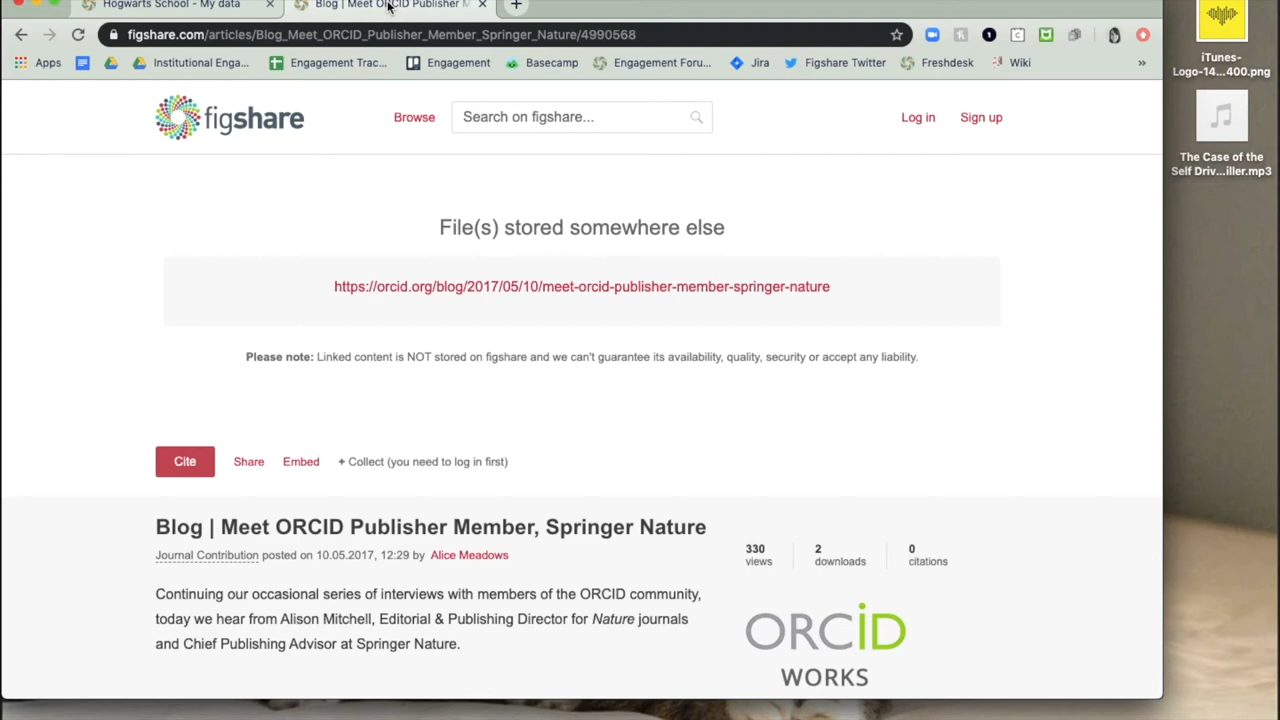 Hogwarts School - My data
Blog | Meet ORCID Publisher M
figshare.com/articles/Blog_Meet_ORCID_Publisher_Member_Springer_Nature/4990568
Apps
Institutional Enga...
Engagement Trac...
Engagement
Basecamp
Engagement Foru...
Jira
Figshare Twitter
Freshdesk
Wiki
»
iTunes-
Logo-14...400.png
The Case of the
Self Driv...iller.mp3
figshare
Browse
Search on figshare...
Log in
Sign up
File(s) stored somewhere else
https://orcid.org/blog/2017/05/10/meet-orcid-publisher-member-springer-nature
Please note: Linked content is NOT stored on figshare and we can't guarantee its availability, quality, security or accept any liability.
Cite
Share
Embed
+ Collect (you need to log in first)
Blog | Meet ORCID Publisher Member, Springer Nature
Journal Contribution posted on 10.05.2017, 12:29 by Alice Meadows
330
views
2
downloads
0
citations
Continuing our occasional series of interviews with members of the ORCID community,
today we hear from Alison Mitchell, Editorial & Publishing Director for Nature journals
and Chief Publishing Advisor at Springer Nature.
ORCiD
WORKS